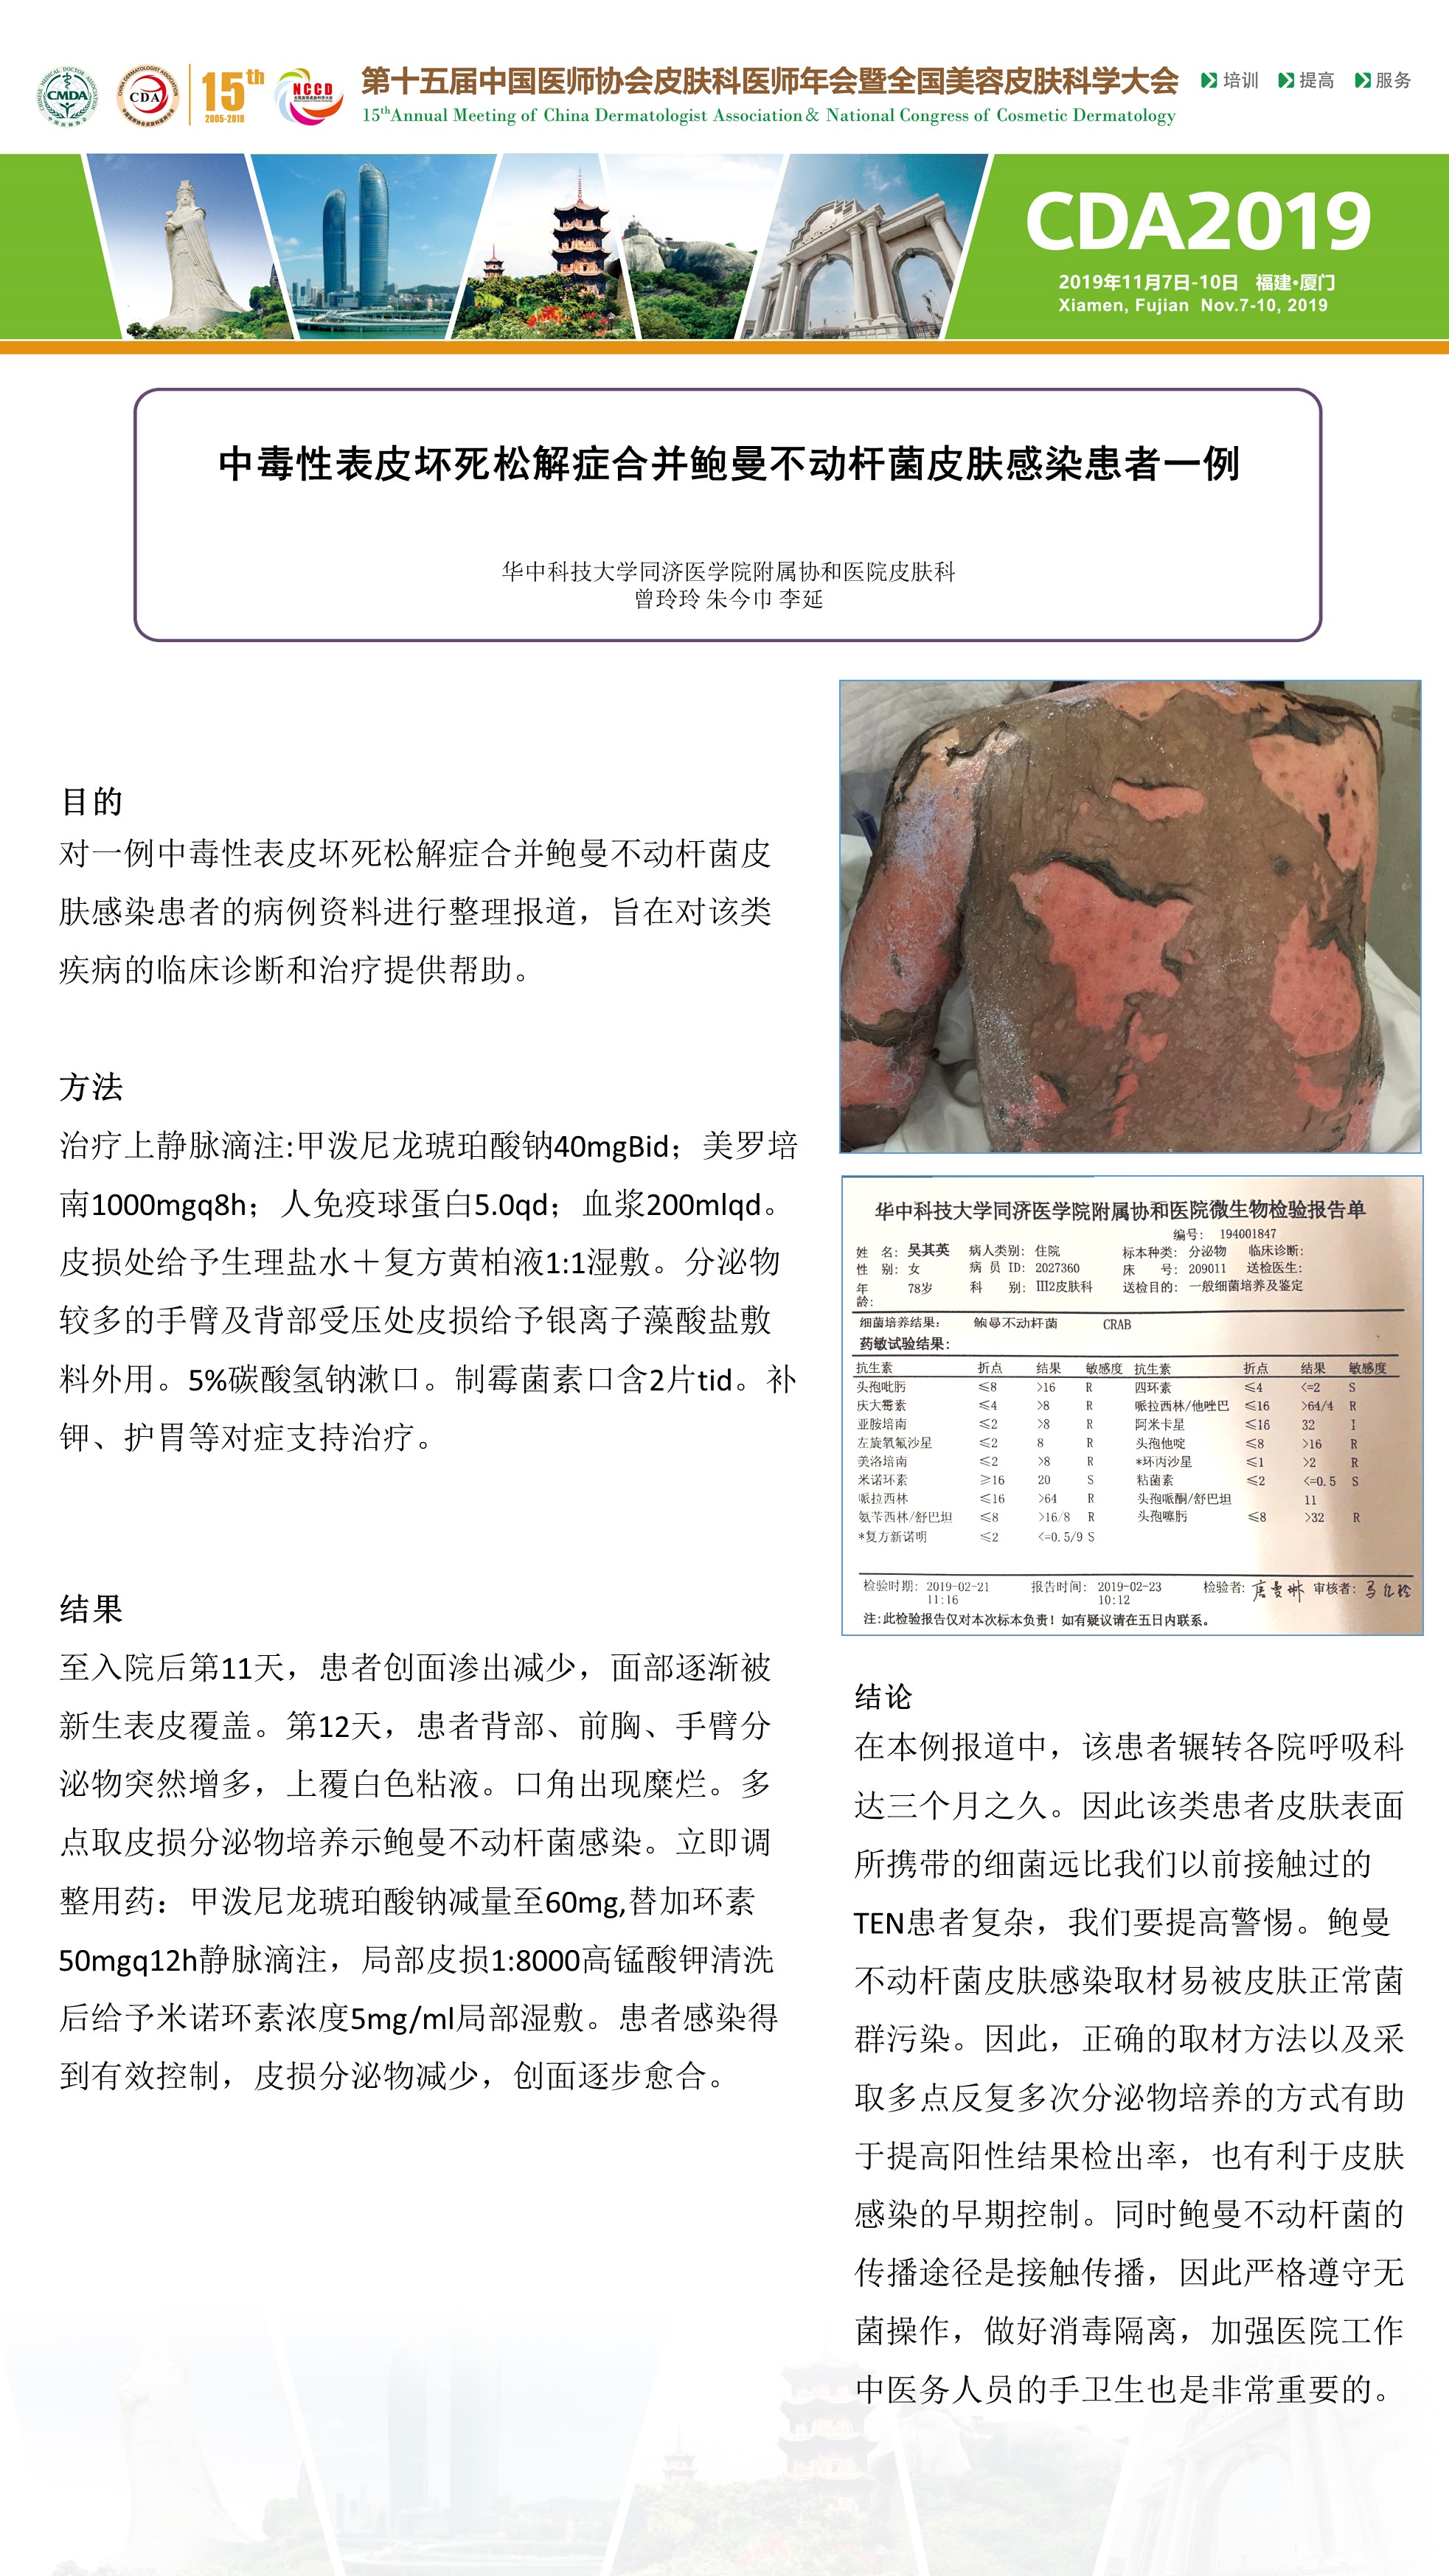 CMDA
CDA
15th
2005-2019
NCCD
第十五届中国医师协会皮肤科医师年会暨全国美容皮肤科学大会
15thAnnual Meeting of China Dermatologist Association & National Congress of Cosmetic Dermatology
培训 提高 服务
CDA2019
2019年11月7日-10日 福建·厦门
Xiamen, Fujian Nov.7-10, 2019
中毒性表皮坏死松解症合并鲍曼不动杆菌皮肤感染患者一例
华中科技大学同济医学院附属协和医院皮肤科
曾玲玲 朱今巾 李延
目的
对一例中毒性表皮坏死松解症合并鲍曼不动杆菌皮
肤感染患者的病例资料进行整理报道，旨在对该类
疾病的临床诊断和治疗提供帮助。
方法
治疗上静脉滴注:甲泼尼龙琥珀酸钠40mgBid；美罗培
南1000mgq8h；人免疫球蛋白5.0qd；血浆200mlqd。
皮损处给予生理盐水＋复方黄柏液1:1湿敷。分泌物
较多的手臂及背部受压处皮损给予银离子藻酸盐敷
料外用。5%碳酸氢钠漱口。制霉菌素口含2片tid。补
钾、护胃等对症支持治疗。
结果
至入院后第11天，患者创面渗出减少，面部逐渐被
新生表皮覆盖。第12天，患者背部、前胸、手臂分
泌物突然增多，上覆白色粘液。口角出现糜烂。多
点取皮损分泌物培养示鲍曼不动杆菌感染。立即调
整用药：甲泼尼龙琥珀酸钠减量至60mg,替加环素
50mgq12h静脉滴注，局部皮损1:8000高锰酸钾清洗
后给予米诺环素浓度5mg/ml局部湿敷。患者感染得
到有效控制，皮损分泌物减少，创面逐步愈合。
华中科技大学同济医学院附属协和医院微生物检验报告单
编号: 194001847
姓 名: 吴其英 病人类别: 住院 标本种类: 分泌物 临床诊断:
性 别: 女 病 员 ID: 2027360 床 号: 209011 送检医生:
年龄: 78岁 科 别: III2皮肤科 送检目的: 一般细菌培养及鉴定
细菌培养结果: 鲍曼不动杆菌 CRAB
药敏试验结果:
抗生素 折点 结果 敏感度 抗生素 折点 结果 敏感度
头孢吡肟 ≤8 >16 R 四环素 ≤4 <=2 S
庆大霉素 ≤4 >8 R 哌拉西林/他唑巴 ≤16 >64/4 R
亚胺培南 ≤2 >8 R 阿米卡星 ≤16 32 I
左旋氧氟沙星 ≤2 8 R 头孢他啶 ≤8 >16 R
美洛培南 ≤2 >8 R *环丙沙星 ≤1 >2 R
米诺环素 ≥16 20 S 粘菌素 ≤2 <=0.5 S
哌拉西林 ≤16 >64 R 头孢哌酮/舒巴坦 11
氨苄西林/舒巴坦 ≤8 >16/8 R 头孢噻肟 ≤8 >32 R
*复方新诺明 ≤2 <=0.5/9 S
检验时期: 2019-02-21 11:16 报告时间: 2019-02-23 10:12 检验者: 审核者:
注:此检验报告仅对本次标本负责! 如有疑议请在五日内联系。
结论
在本例报道中，该患者辗转各院呼吸科
达三个月之久。因此该类患者皮肤表面
所携带的细菌远比我们以前接触过的
TEN患者复杂，我们要提高警惕。鲍曼
不动杆菌皮肤感染取材易被皮肤正常菌
群污染。因此，正确的取材方法以及采
取多点反复多次分泌物培养的方式有助
于提高阳性结果检出率，也有利于皮肤
感染的早期控制。同时鲍曼不动杆菌的
传播途径是接触传播，因此严格遵守无
菌操作，做好消毒隔离，加强医院工作
中医务人员的手卫生也是非常重要的。